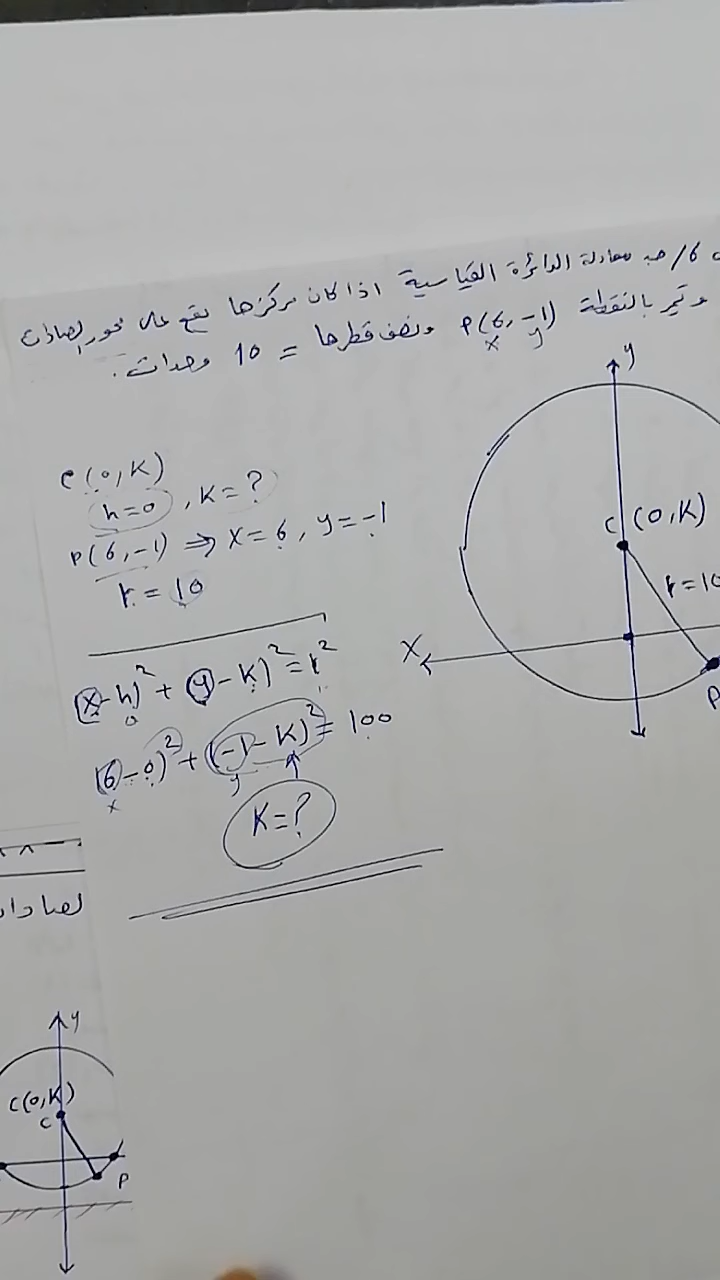 6/ جد معادلة الدائرة القياسية اذا كان مركزها يقع على محور الصادات
وتمر بالنقطة P(6, -1) ونصف قطرها = 10 وحدات.
x y
y
C(0, K)
h=0, K=?
P(6, -1) ⇒ x=6, y=-1
r=10
C (0, K)
r=10
X
P
(x-h)² + (y-k)² = r²
0
(6-0)² + (-1-K)² = 100
x y
K=?
y
C(0, K)
C
P